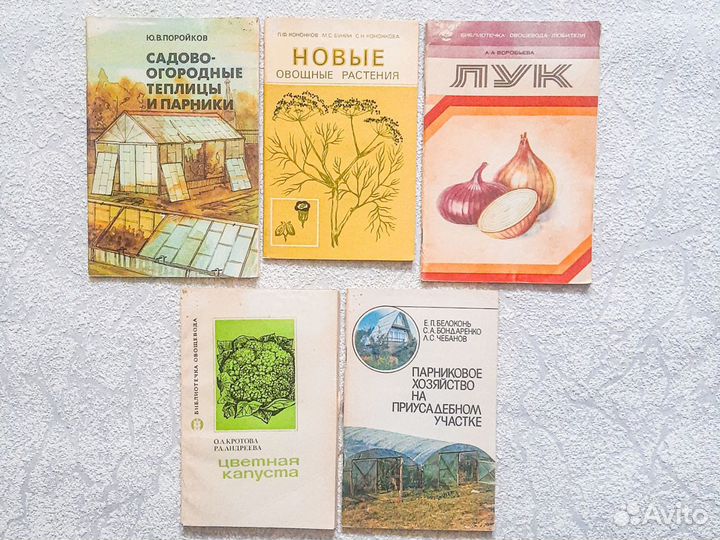 Ю.В.ПОРОЙКОВ
САДОВО-
ОГОРОДНЫЕ
ТЕПЛИЦЫ
И ПАРНИКИ
П.Ф. КОНОНКОВ М.С. БУНИН С.Н. КОНОНКОВА
НОВЫЕ
ОВОЩНЫЕ РАСТЕНИЯ
БИБЛИОТЕЧКА ОВОЩЕВОДА-ЛЮБИТЕЛЯ
А.А. ВОРОБЬЕВА
ЛУК
БИБЛИОТЕЧКА ОВОЩЕВОДА
О.А.КРОТОВА
Р.А.АНДРЕЕВА
цветная
капуста
Е.П.БЕЛОКОНЬ
С.А.БОНДАРЕНКО
Л.С.ЧЕБАНОВ
ПАРНИКОВОЕ
ХОЗЯЙСТВО
НА
ПРИУСАДЕБНОМ
УЧАСТКЕ
Avito